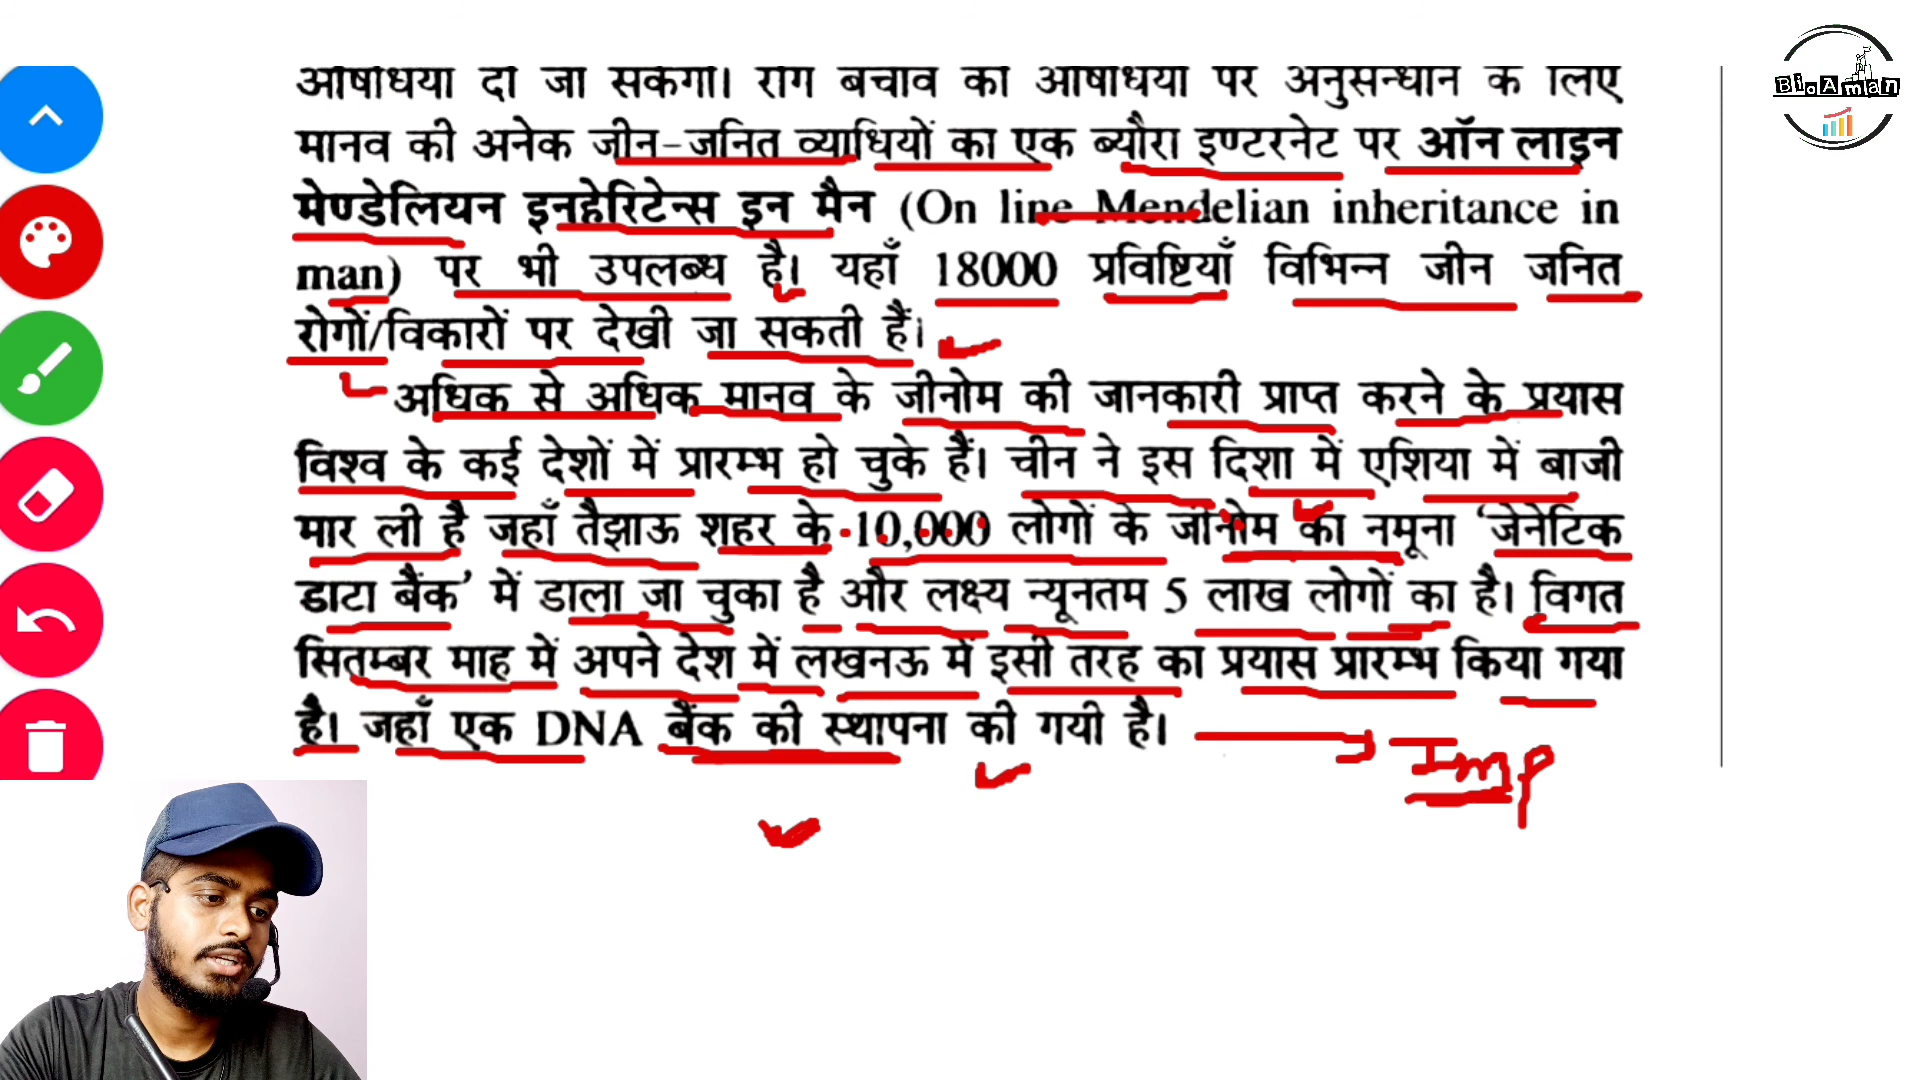 औषधियाँ दी जा सकेंगी। रोग बचाव की औषधियों पर अनुसन्धान के लिए
मानव की अनेक जीन-जनित व्याधियों का एक ब्यौरा इण्टरनेट पर ऑन लाइन
मेण्डेलियन इनहेरिटेन्स इन मैन (On line Mendelian inheritance in
man) पर भी उपलब्ध है। यहाँ 18000 प्रविष्टियाँ विभिन्न जीन जनित
रोगों/विकारों पर देखी जा सकती हैं।
अधिक से अधिक मानव के जीनोम की जानकारी प्राप्त करने के प्रयास
विश्व के कई देशों में प्रारम्भ हो चुके हैं। चीन ने इस दिशा में एशिया में बाजी
मार ली है जहाँ तैझाऊ शहर के 10,000 लोगों के जीनोम का नमूना ‘जेनेटिक
डाटा बैंक’ में डाला जा चुका है और लक्ष्य न्यूनतम 5 लाख लोगों का है। विगत
सितम्बर माह में अपने देश में लखनऊ में इसी तरह का प्रयास प्रारम्भ किया गया
है। जहाँ एक DNA बैंक की स्थापना की गयी है।
Imp
BioAman